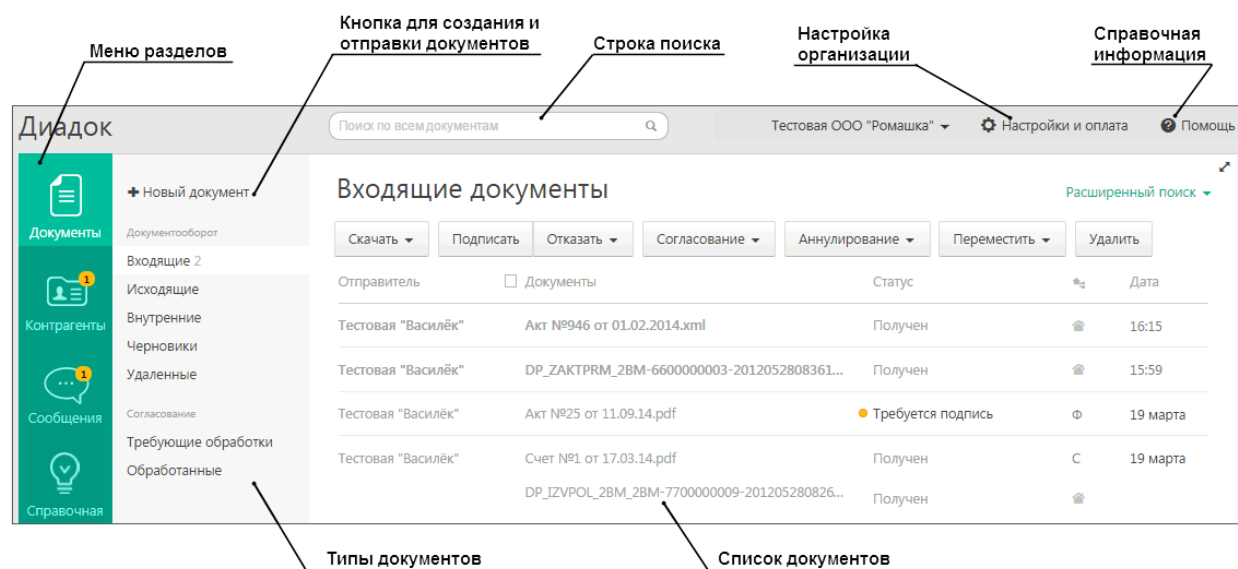 Меню разделов
Кнопка для создания и
отправки документов
Строка поиска
Настройка
организации
Справочная
информация
Диадок
Поиск по всем документам
Тестовая ООО "Ромашка"
Настройки и оплата
Помощь
Документы
Контрагенты
1
Сообщения
1
Справочная
Новый документ
Документооборот
Входящие 2
Исходящие
Внутренние
Черновики
Удаленные
Согласование
Требующие обработки
Обработанные
Входящие документы
Расширенный поиск
Скачать Подписать Отказать Согласование Аннулирование Переместить Удалить
Отправитель Документы Статус Дата
Тестовая "Василёк" Акт №946 от 01.02.2014.xml Получен 16:15
Тестовая "Василёк" DP_ZAKTPRM_2BM-6600000003-2012052808361... Получен 15:59
Тестовая "Василёк" Акт №25 от 11.09.14.pdf Требуется подпись Ф 19 марта
Тестовая "Василёк" Счет №1 от 17.03.14.pdf Получен С 19 марта
DP_IZVPOL_2BM_2BM-7700000009-201205280826... Получен
Типы документов
Список документов